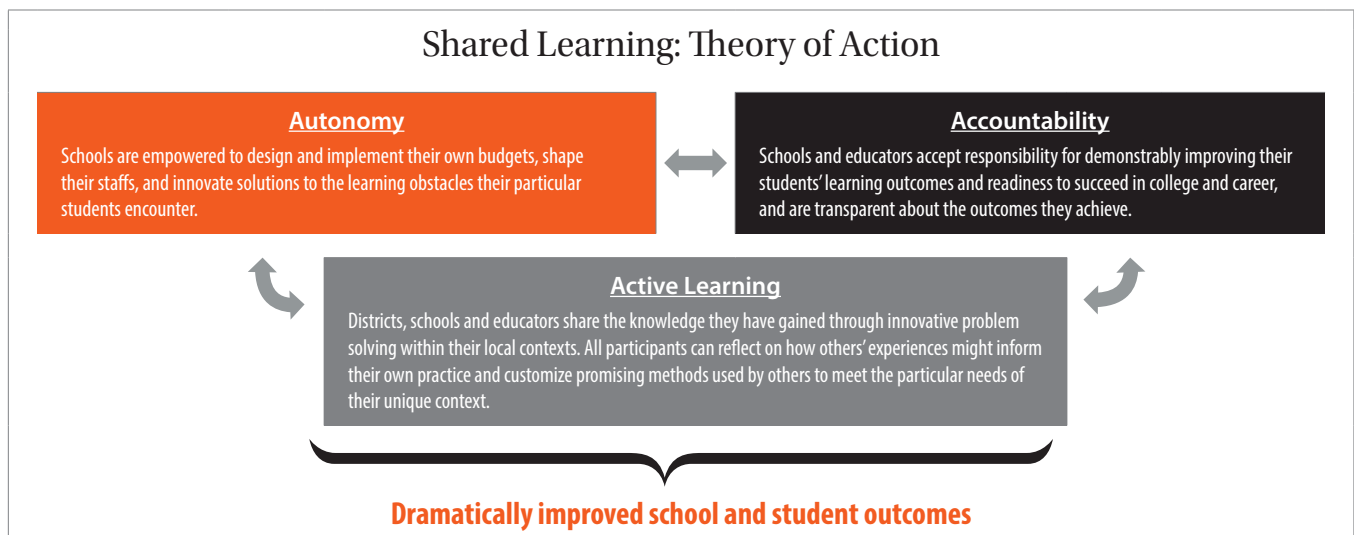 Shared Learning: Theory of Action
Autonomy
Schools are empowered to design and implement their own budgets, shape
their staffs, and innovate solutions to the learning obstacles their particular
students encounter.
Accountability
Schools and educators accept responsibility for demonstrably improving their
students’ learning outcomes and readiness to succeed in college and career,
and are transparent about the outcomes they achieve.
Active Learning
Districts, schools and educators share the knowledge they have gained through innovative problem
solving within their local contexts. All participants can reflect on how others’ experiences might inform
their own practice and customize promising methods used by others to meet the particular needs of
their unique context.
Dramatically improved school and student outcomes